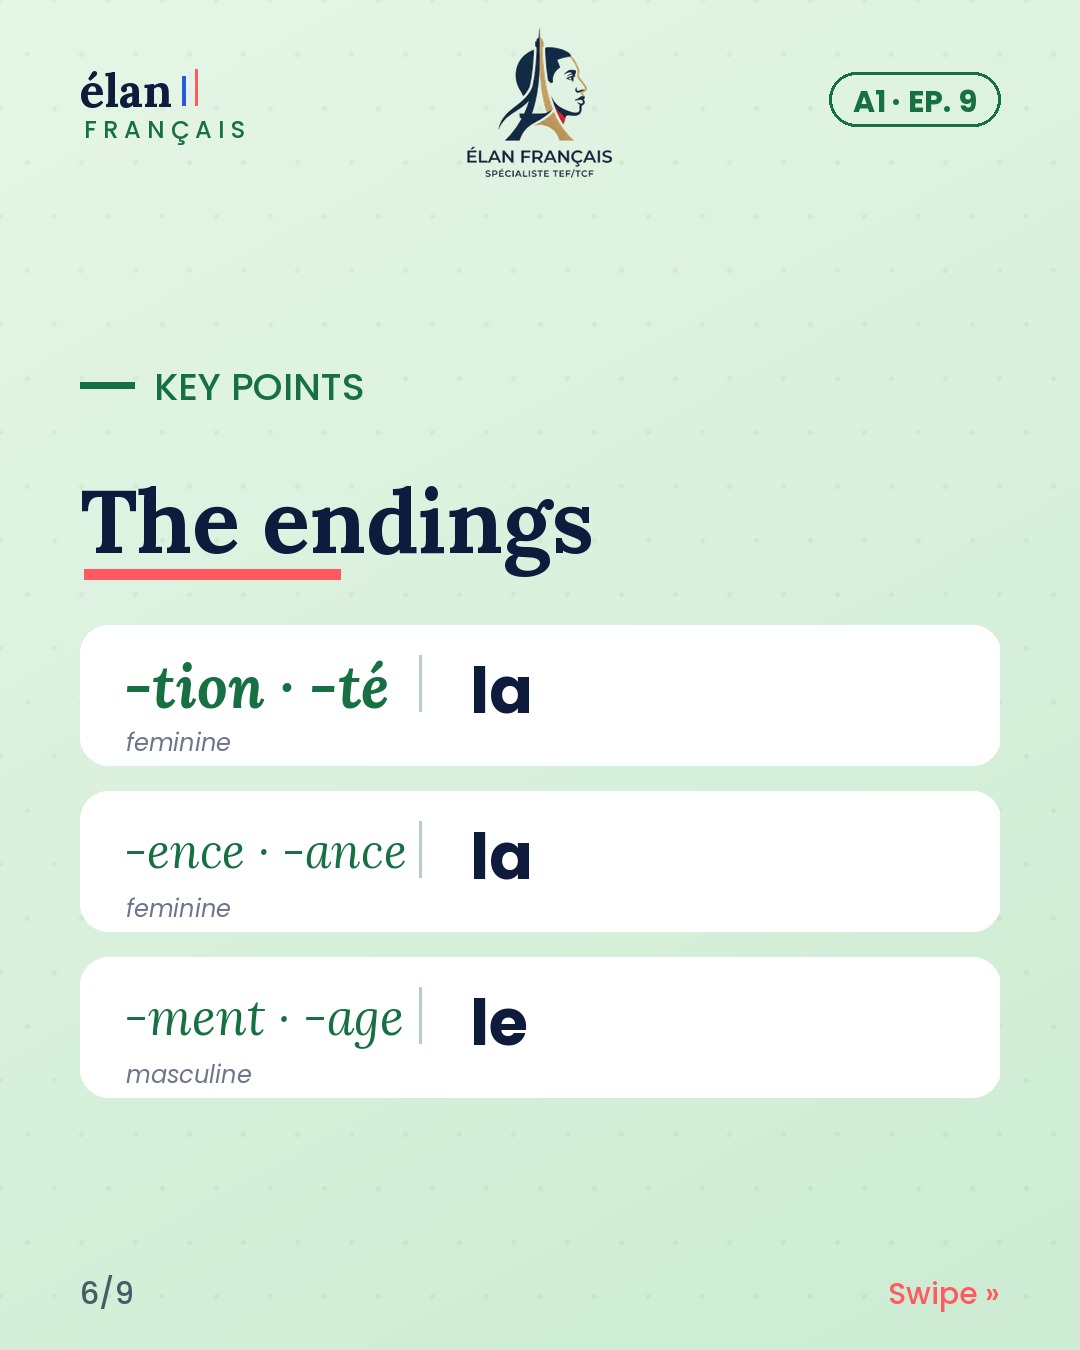 élan
FRANÇAIS
ÉLAN FRANÇAIS
SPÉCIALISTE TEF/TCF
A1 · EP. 9
KEY POINTS
The endings
-tion · -té
la
feminine
-ence · -ance
la
feminine
-ment · -age
le
masculine
6/9
Swipe »